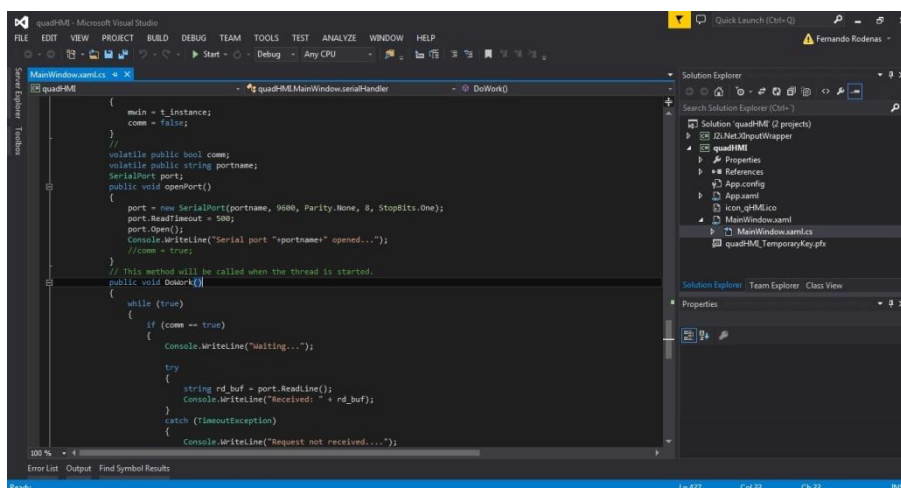 quadHMI - Microsoft Visual Studio
Quick Launch (Ctrl+Q)
FILE EDIT VIEW PROJECT BUILD DEBUG TEAM TOOLS TEST ANALYZE WINDOW HELP
Fernando Rodenas
Start Debug Any CPU
Server Explorer
Toolbox
MainWindow.xaml.cs
quadHMI
quadHMI.MainWindow.serialHandler
DoWork()
{
mwin = t_instance;
comm = false;
}
//
volatile public bool comm;
volatile public string portname;
SerialPort port;
public void openPort()
{
port = new SerialPort(portname, 9600, Parity.None, 8, StopBits.One);
port.ReadTimeout = 500;
port.Open();
Console.WriteLine("Serial port "+portname+" opened...");
//comm = true;
}
// This method will be called when the thread is started.
public void DoWork()
{
while (true)
{
if (comm == true)
{
Console.WriteLine("Waiting...");
try
{
string rd_buf = port.ReadLine();
Console.WriteLine("Received: " + rd_buf);
}
catch (TimeoutException)
{
Console.WriteLine("Request not received....");
100 %
Error List Output Find Symbol Results
Ready
Solution Explorer
Search Solution Explorer (Ctrl+¨)
Solution 'quadHMI' (2 projects)
J2i.Net.XInputWrapper
quadHMI
Properties
References
App.config
App.xaml
icon_qHMI.ico
MainWindow.xaml
MainWindow.xaml.cs
quadHMI_TemporaryKey.pfx
Solution Explorer Team Explorer Class View
Properties
Ln 437 Col 33 Ch 33